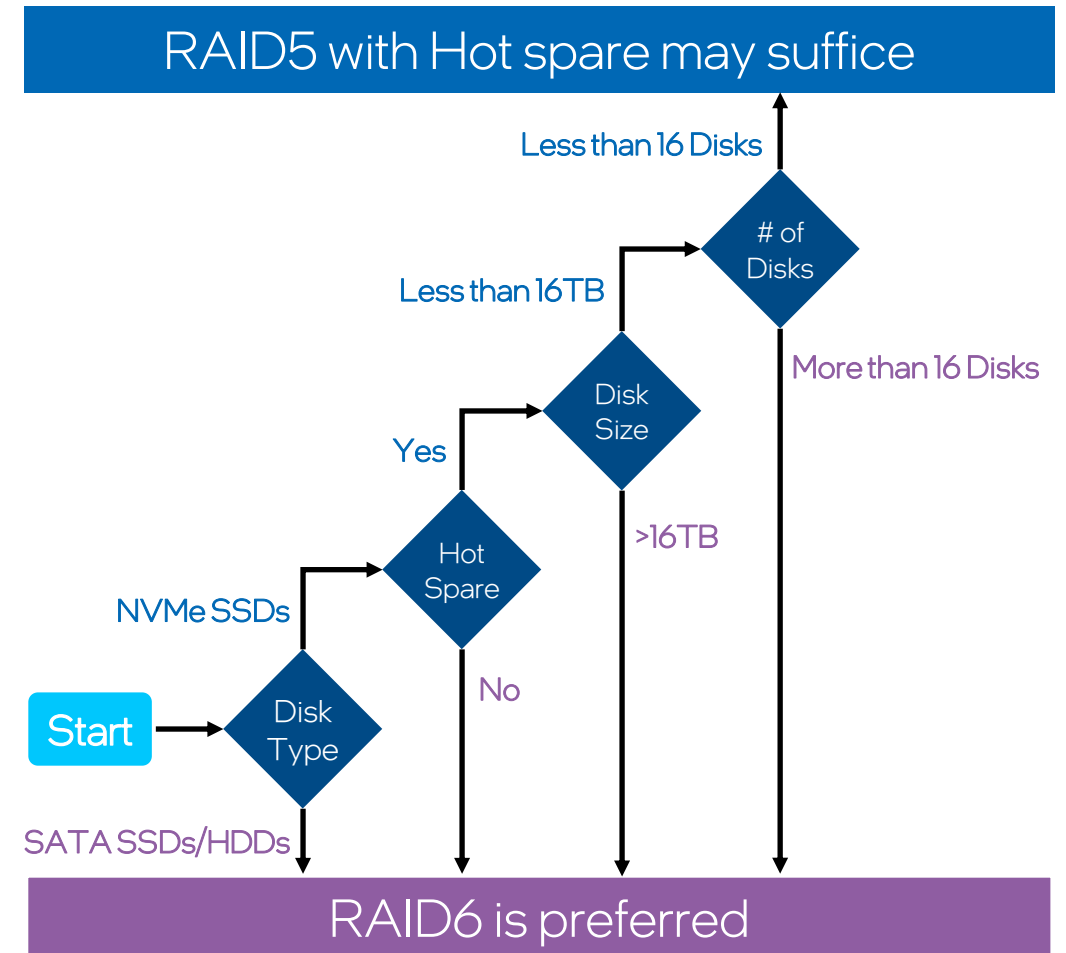 RAID5 with Hot spare may suffice
Less than 16 Disks
# of
Disks
Less than 16TB
More than 16 Disks
Disk
Size
Yes
>16TB
Hot
Spare
NVMe SSDs
No
Start
Disk
Type
SATA SSDs/HDDs
RAID6 is preferred